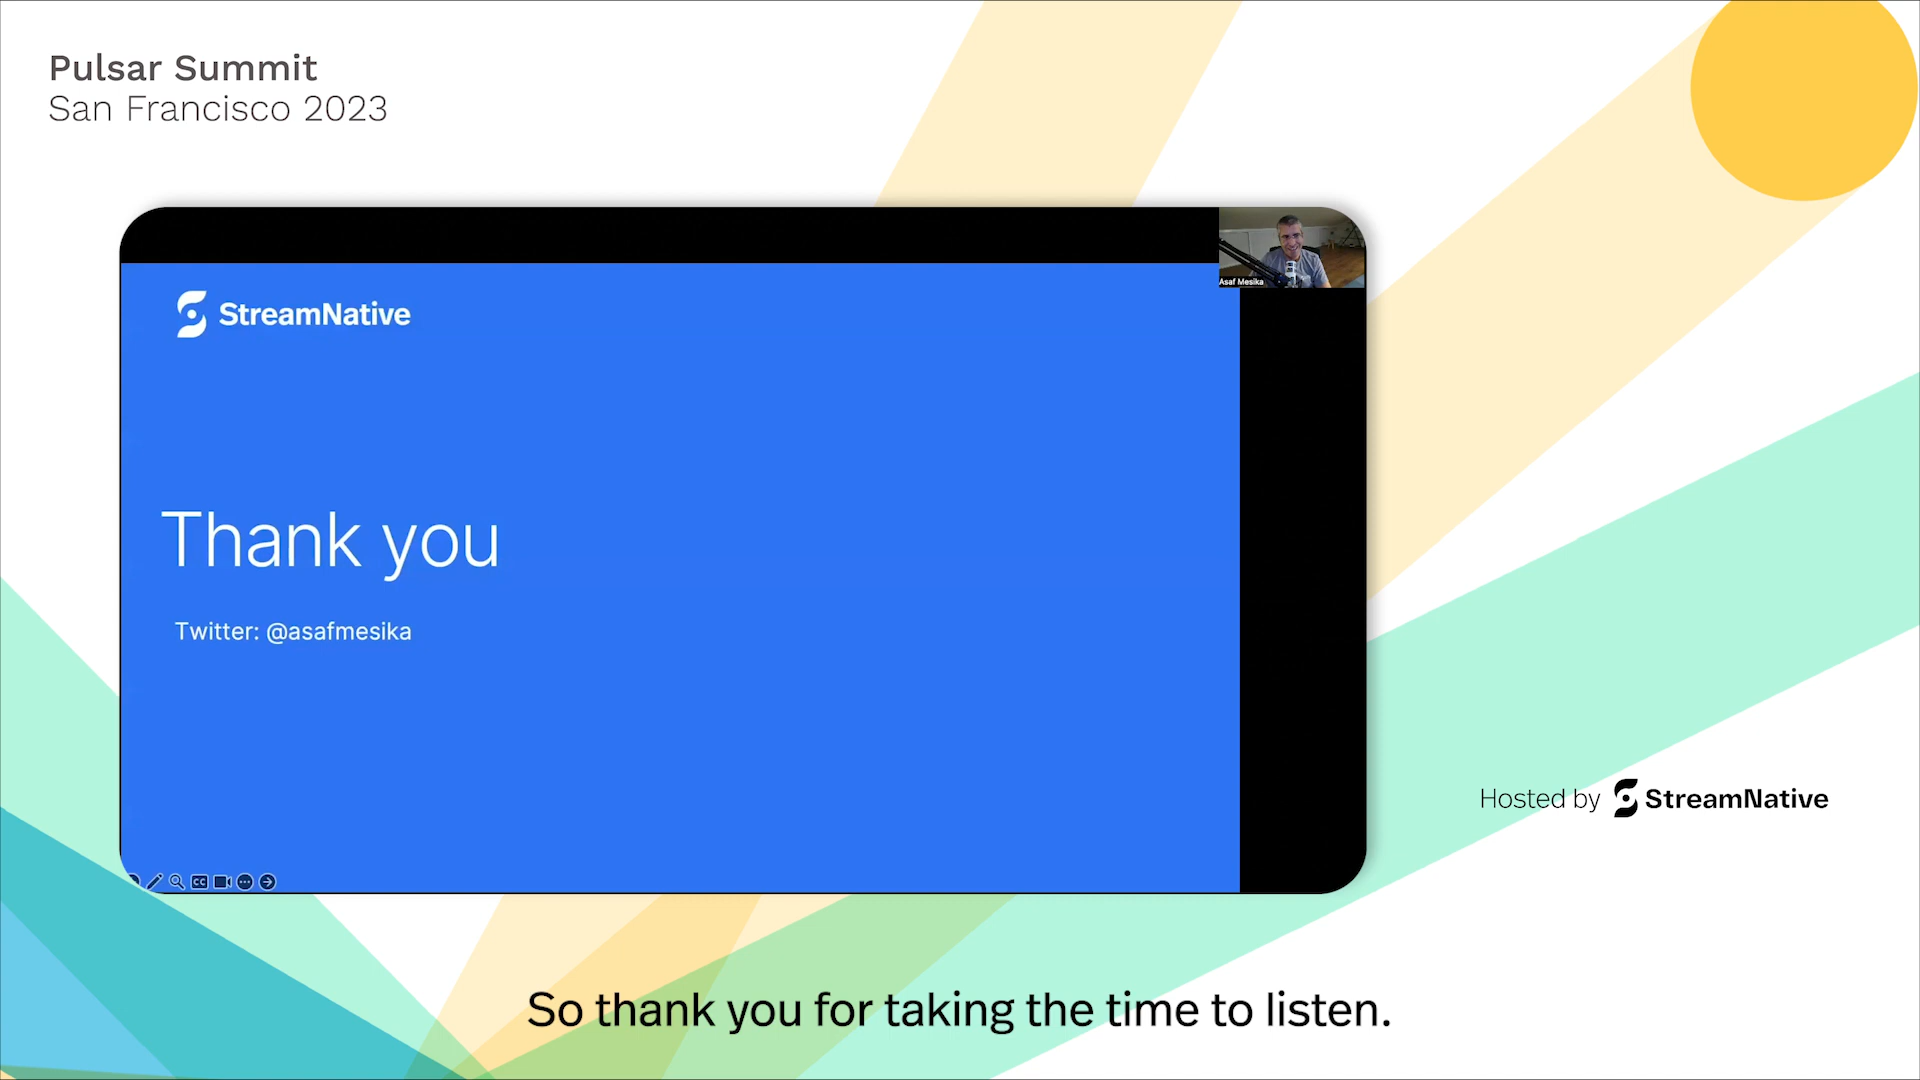 Pulsar Summit
San Francisco 2023
Asaf Mesika
StreamNative
Thank you
Twitter: @asafmesika
CC
Hosted by StreamNative
So thank you for taking the time to listen.